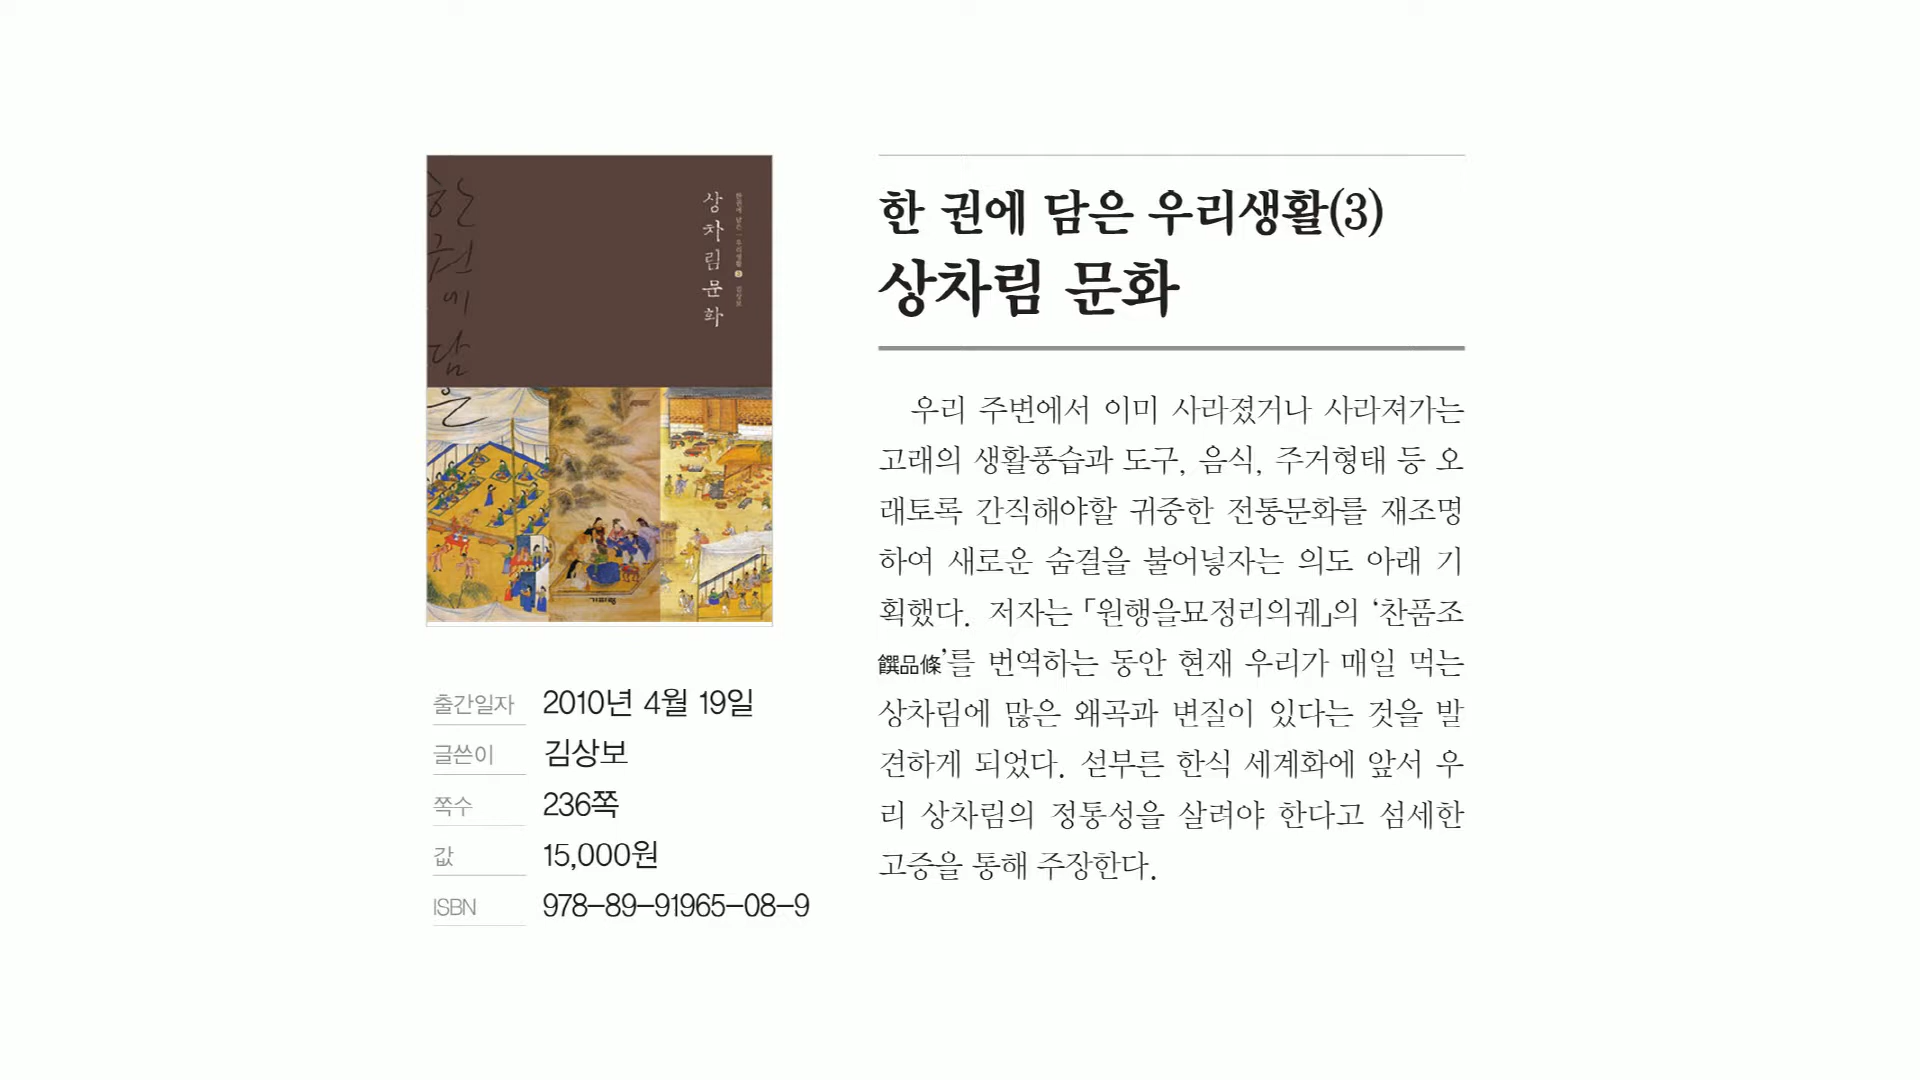 한권에담은
상차림문화
한 권에 담은 우리생활(3)
상차림 문화
우리 주변에서 이미 사라졌거나 사라져가는
고래의 생활풍습과 도구, 음식, 주거형태 등 오
래토록 간직해야할 귀중한 전통문화를 재조명
하여 새로운 숨결을 불어넣자는 의도 아래 기
획했다. 저자는 「원행을묘정리의궤」의 ‘찬품조
饌品條’를 번역하는 동안 현재 우리가 매일 먹는
상차림에 많은 왜곡과 변질이 있다는 것을 발
견하게 되었다. 섣부른 한식 세계화에 앞서 우
리 상차림의 정통성을 살려야 한다고 섬세한
고증을 통해 주장한다.
출간일자 2010년 4월 19일
글쓴이 김상보
쪽수 236쪽
값 15,000원
ISBN 978-89-91965-08-9